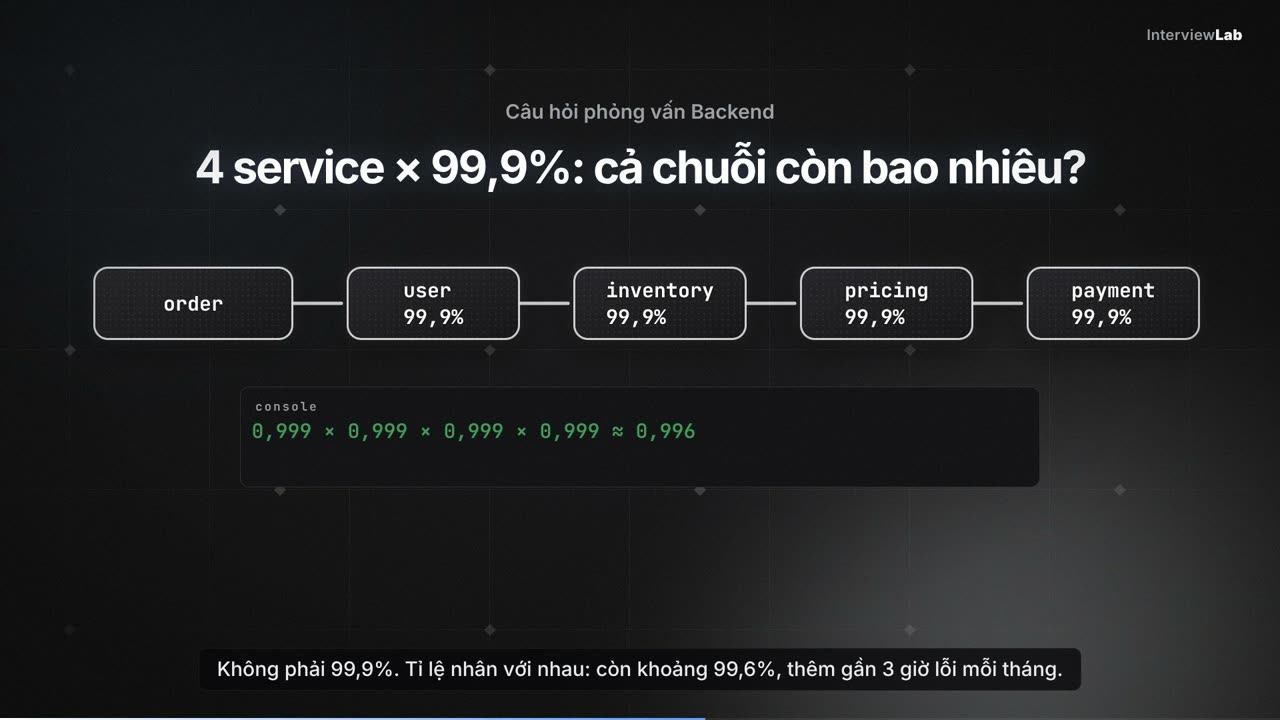 InterviewLab
Câu hỏi phỏng vấn Backend
4 service × 99,9%: cả chuỗi còn bao nhiêu?
order
user
99,9%
inventory
99,9%
pricing
99,9%
payment
99,9%
console
0,999 × 0,999 × 0,999 × 0,999 ≈ 0,996
Không phải 99,9%. Tỉ lệ nhân với nhau: còn khoảng 99,6%, thêm gần 3 giờ lỗi mỗi tháng.